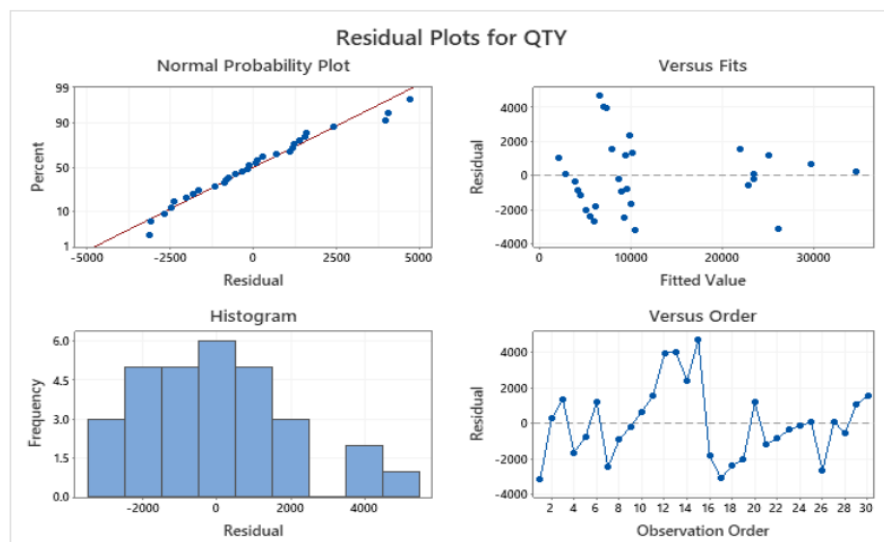 Residual Plots for QTY
Normal Probability Plot
99
90
50
10
1
Percent
-5000 -2500 0 2500 5000
Residual
Versus Fits
4000
2000
0
-2000
-4000
Residual
0 10000 20000 30000
Fitted Value
Histogram
6.0
4.5
3.0
1.5
0.0
Frequency
-2000 0 2000 4000
Residual
Versus Order
4000
2000
0
-2000
-4000
Residual
2 4 6 8 10 12 14 16 18 20 22 24 26 28 30
Observation Order